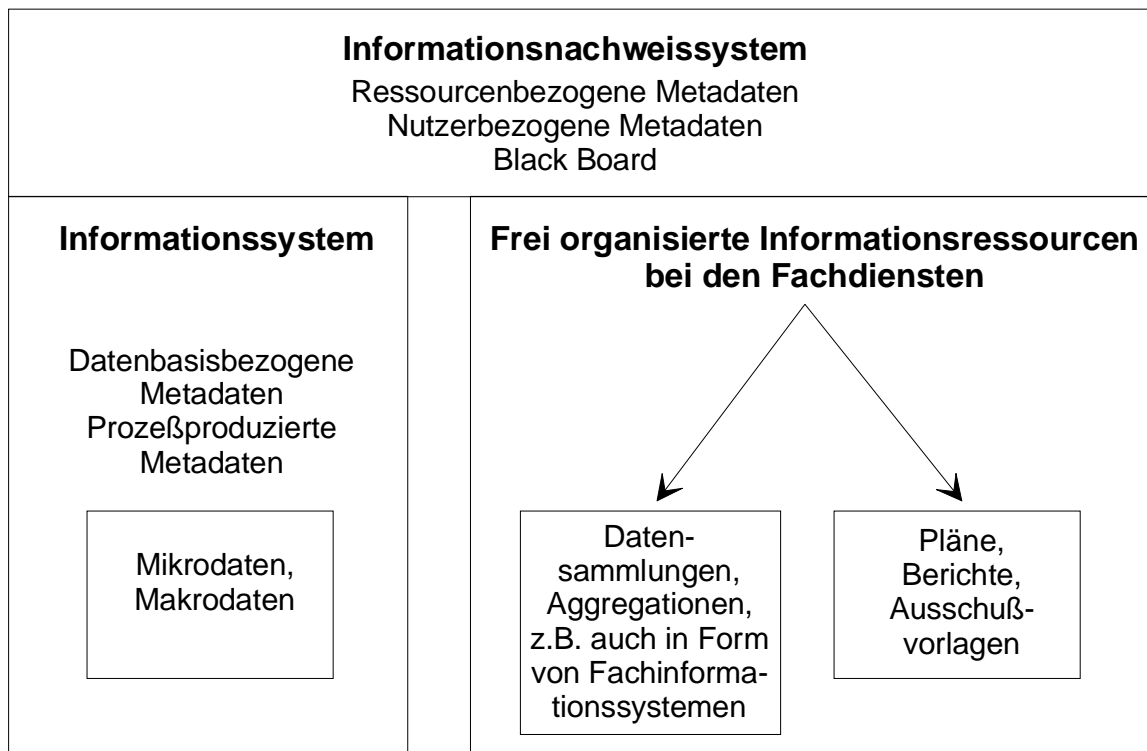 Informationsnachweissystem
Ressourcenbezogene Metadaten
Nutzerbezogene Metadaten
Black Board
Informationssystem
Datenbasisbezogene
Metadaten
Prozeßproduzierte
Metadaten
Mikrodaten,
Makrodaten
Frei organisierte Informationsressourcen
bei den Fachdiensten
Daten-
sammlungen,
Aggregationen,
z.B. auch in Form
von Fachinforma-
tionssystemen
Pläne,
Berichte,
Ausschuß-
vorlagen